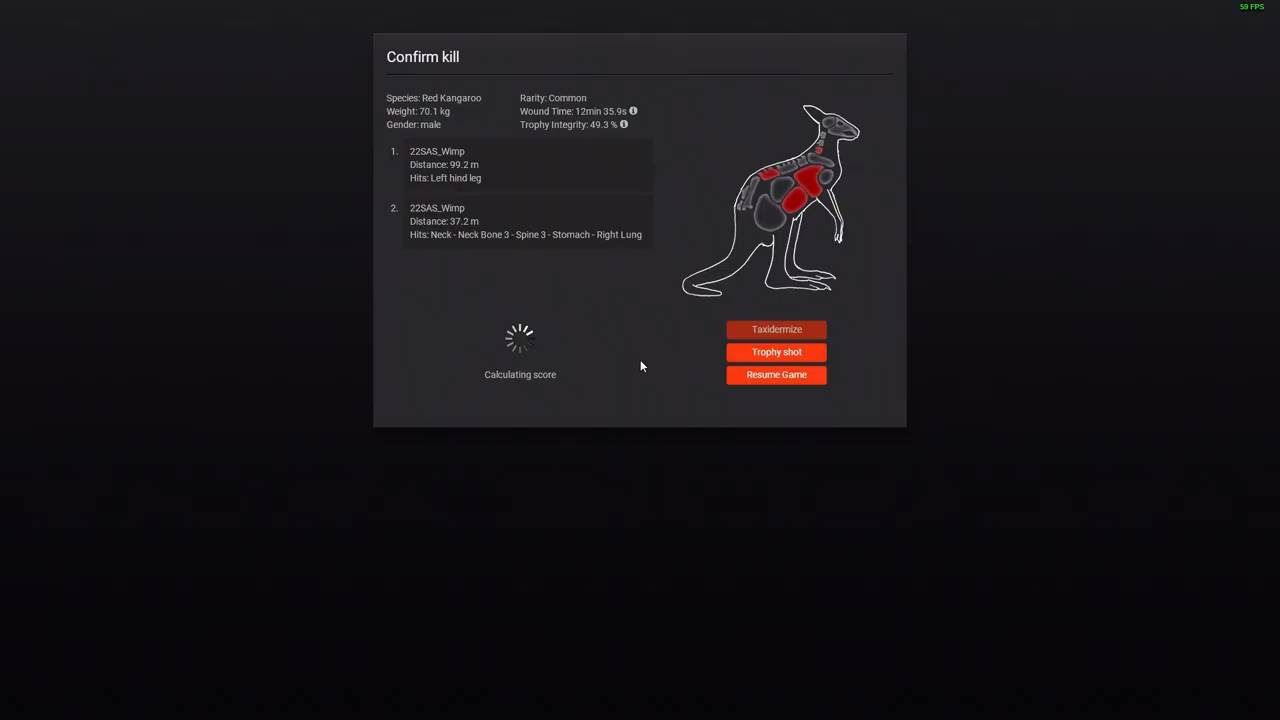 59 FPS
Confirm kill
Species: Red Kangaroo
Weight: 70.1 kg
Gender: male
Rarity: Common
Wound Time: 12min 35.9s
Trophy Integrity: 49.3 %
1. 22SAS_Wimp
Distance: 99.2 m
Hits: Left hind leg
2. 22SAS_Wimp
Distance: 37.2 m
Hits: Neck - Neck Bone 3 - Spine 3 - Stomach - Right Lung
Calculating score
Taxidermize
Trophy shot
Resume Game